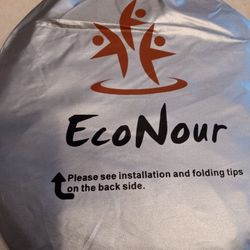 EcoNour
Please see installation and folding tips
on the back side.